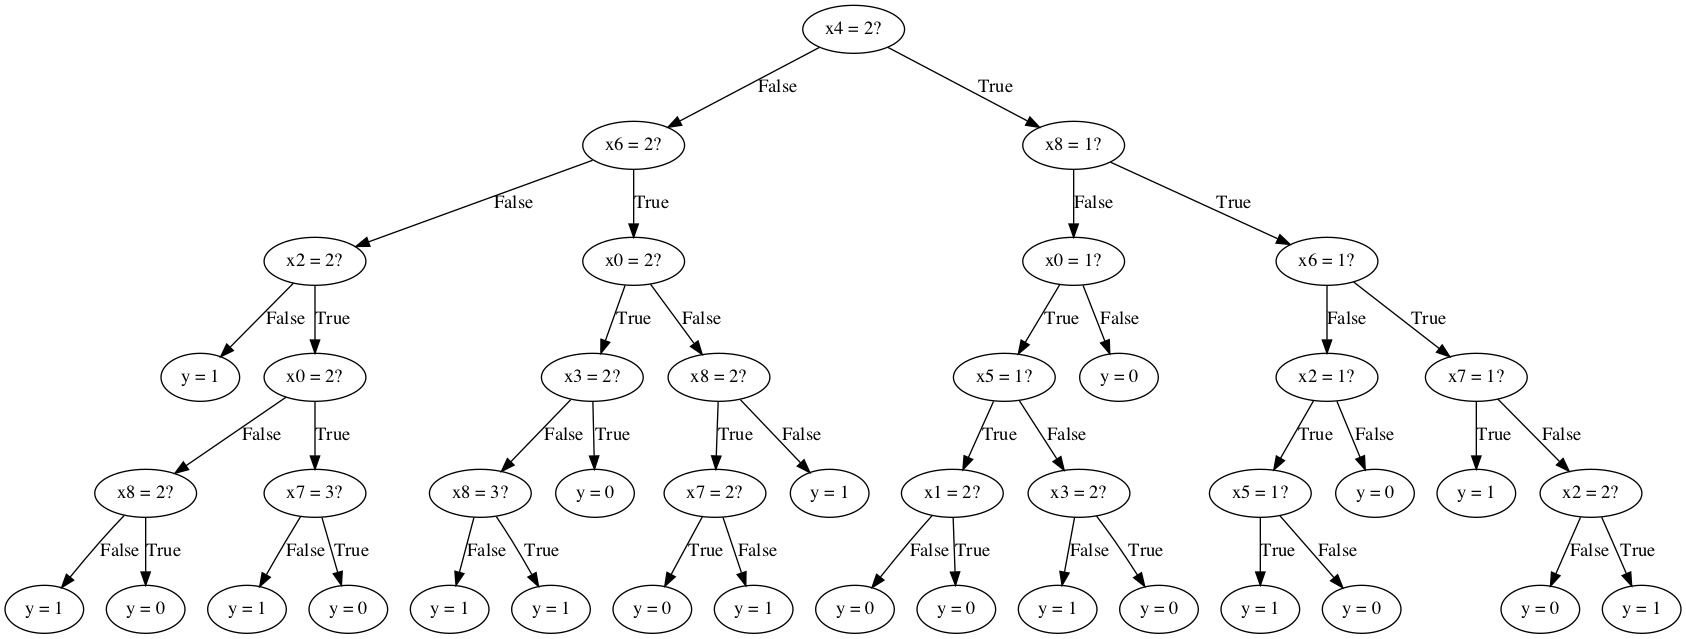 x4 = 2?
False
True
x6 = 2?
x8 = 1?
False
True
False
True
x2 = 2?
x0 = 2?
x0 = 1?
x6 = 1?
False
True
True
False
True
False
False
True
y = 1
x0 = 2?
x3 = 2?
x8 = 2?
x5 = 1?
y = 0
x2 = 1?
x7 = 1?
False
True
False
True
True
False
True
False
True
False
True
False
x8 = 2?
x7 = 3?
x8 = 3?
y = 0
x7 = 2?
y = 1
x1 = 2?
x3 = 2?
x5 = 1?
y = 0
y = 1
x2 = 2?
False
True
False
True
False
True
True
False
False
True
False
True
True
False
False
True
y = 1
y = 0
y = 1
y = 0
y = 1
y = 1
y = 0
y = 1
y = 0
y = 0
y = 1
y = 0
y = 1
y = 0
y = 0
y = 1